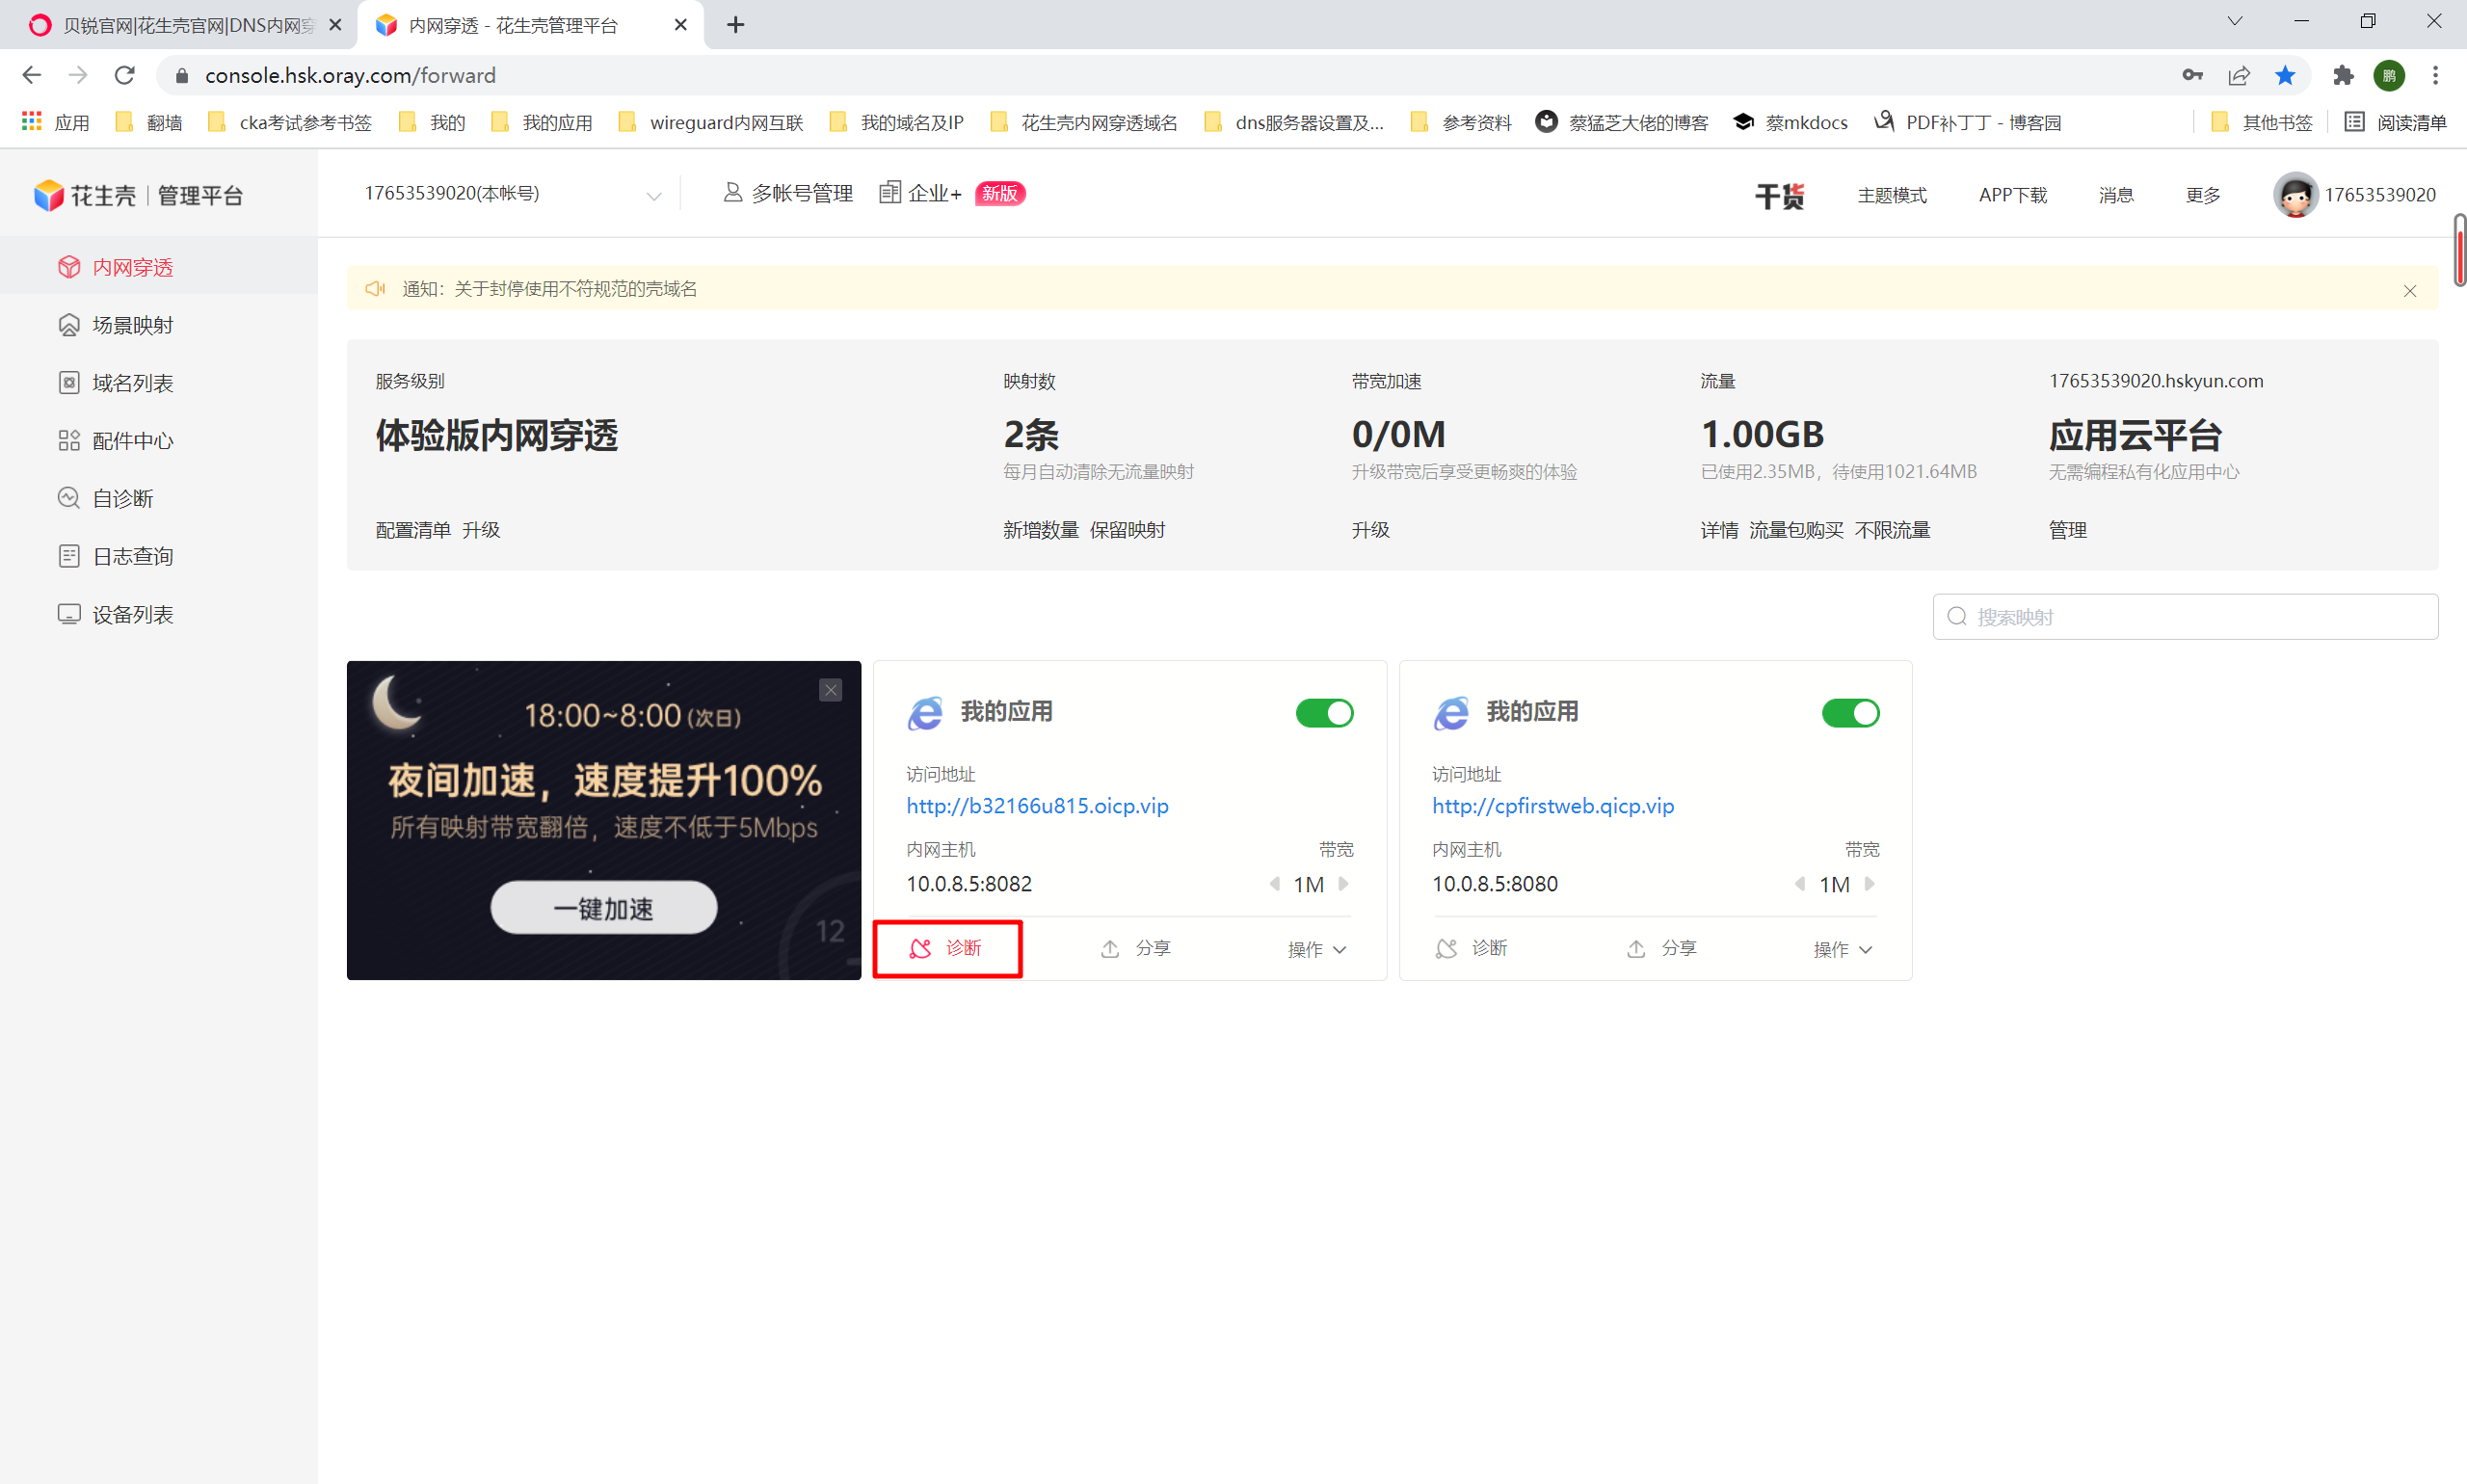 贝锐官网|花生壳官网|DNS内网穿
内网穿透 - 花生壳管理平台
console.hsk.oray.com/forward
鹏
应用
翻墙
cka考试参考书签
我的
我的应用
wireguard内网互联
我的域名及IP
花生壳内网穿透域名
dns服务器设置及...
参考资料
蔡猛芝大佬的博客
蔡mkdocs
PDF补丁丁 - 博客园
其他书签
阅读清单
花生壳 | 管理平台
17653539020(本帐号)
多帐号管理
企业+
新版
干货
主题模式
APP下载
消息
更多
17653539020
内网穿透
场景映射
域名列表
配件中心
自诊断
日志查询
设备列表
通知：关于封停使用不符规范的壳域名
服务级别
体验版内网穿透
配置清单 升级
映射数
2条
每月自动清除无流量映射
新增数量 保留映射
带宽加速
0/0M
升级带宽后享受更畅爽的体验
升级
流量
1.00GB
已使用2.35MB，待使用1021.64MB
详情 流量包购买 不限流量
17653539020.hskyun.com
应用云平台
无需编程私有化应用中心
管理
搜索映射
18:00~8:00(次日)
夜间加速，速度提升100%
所有映射带宽翻倍，速度不低于5Mbps
一键加速
12
我的应用
访问地址
http://b32166u815.oicp.vip
内网主机 带宽
10.0.8.5:8082 1M
诊断 分享 操作
我的应用
访问地址
http://cpfirstweb.qicp.vip
内网主机 带宽
10.0.8.5:8080 1M
诊断 分享 操作